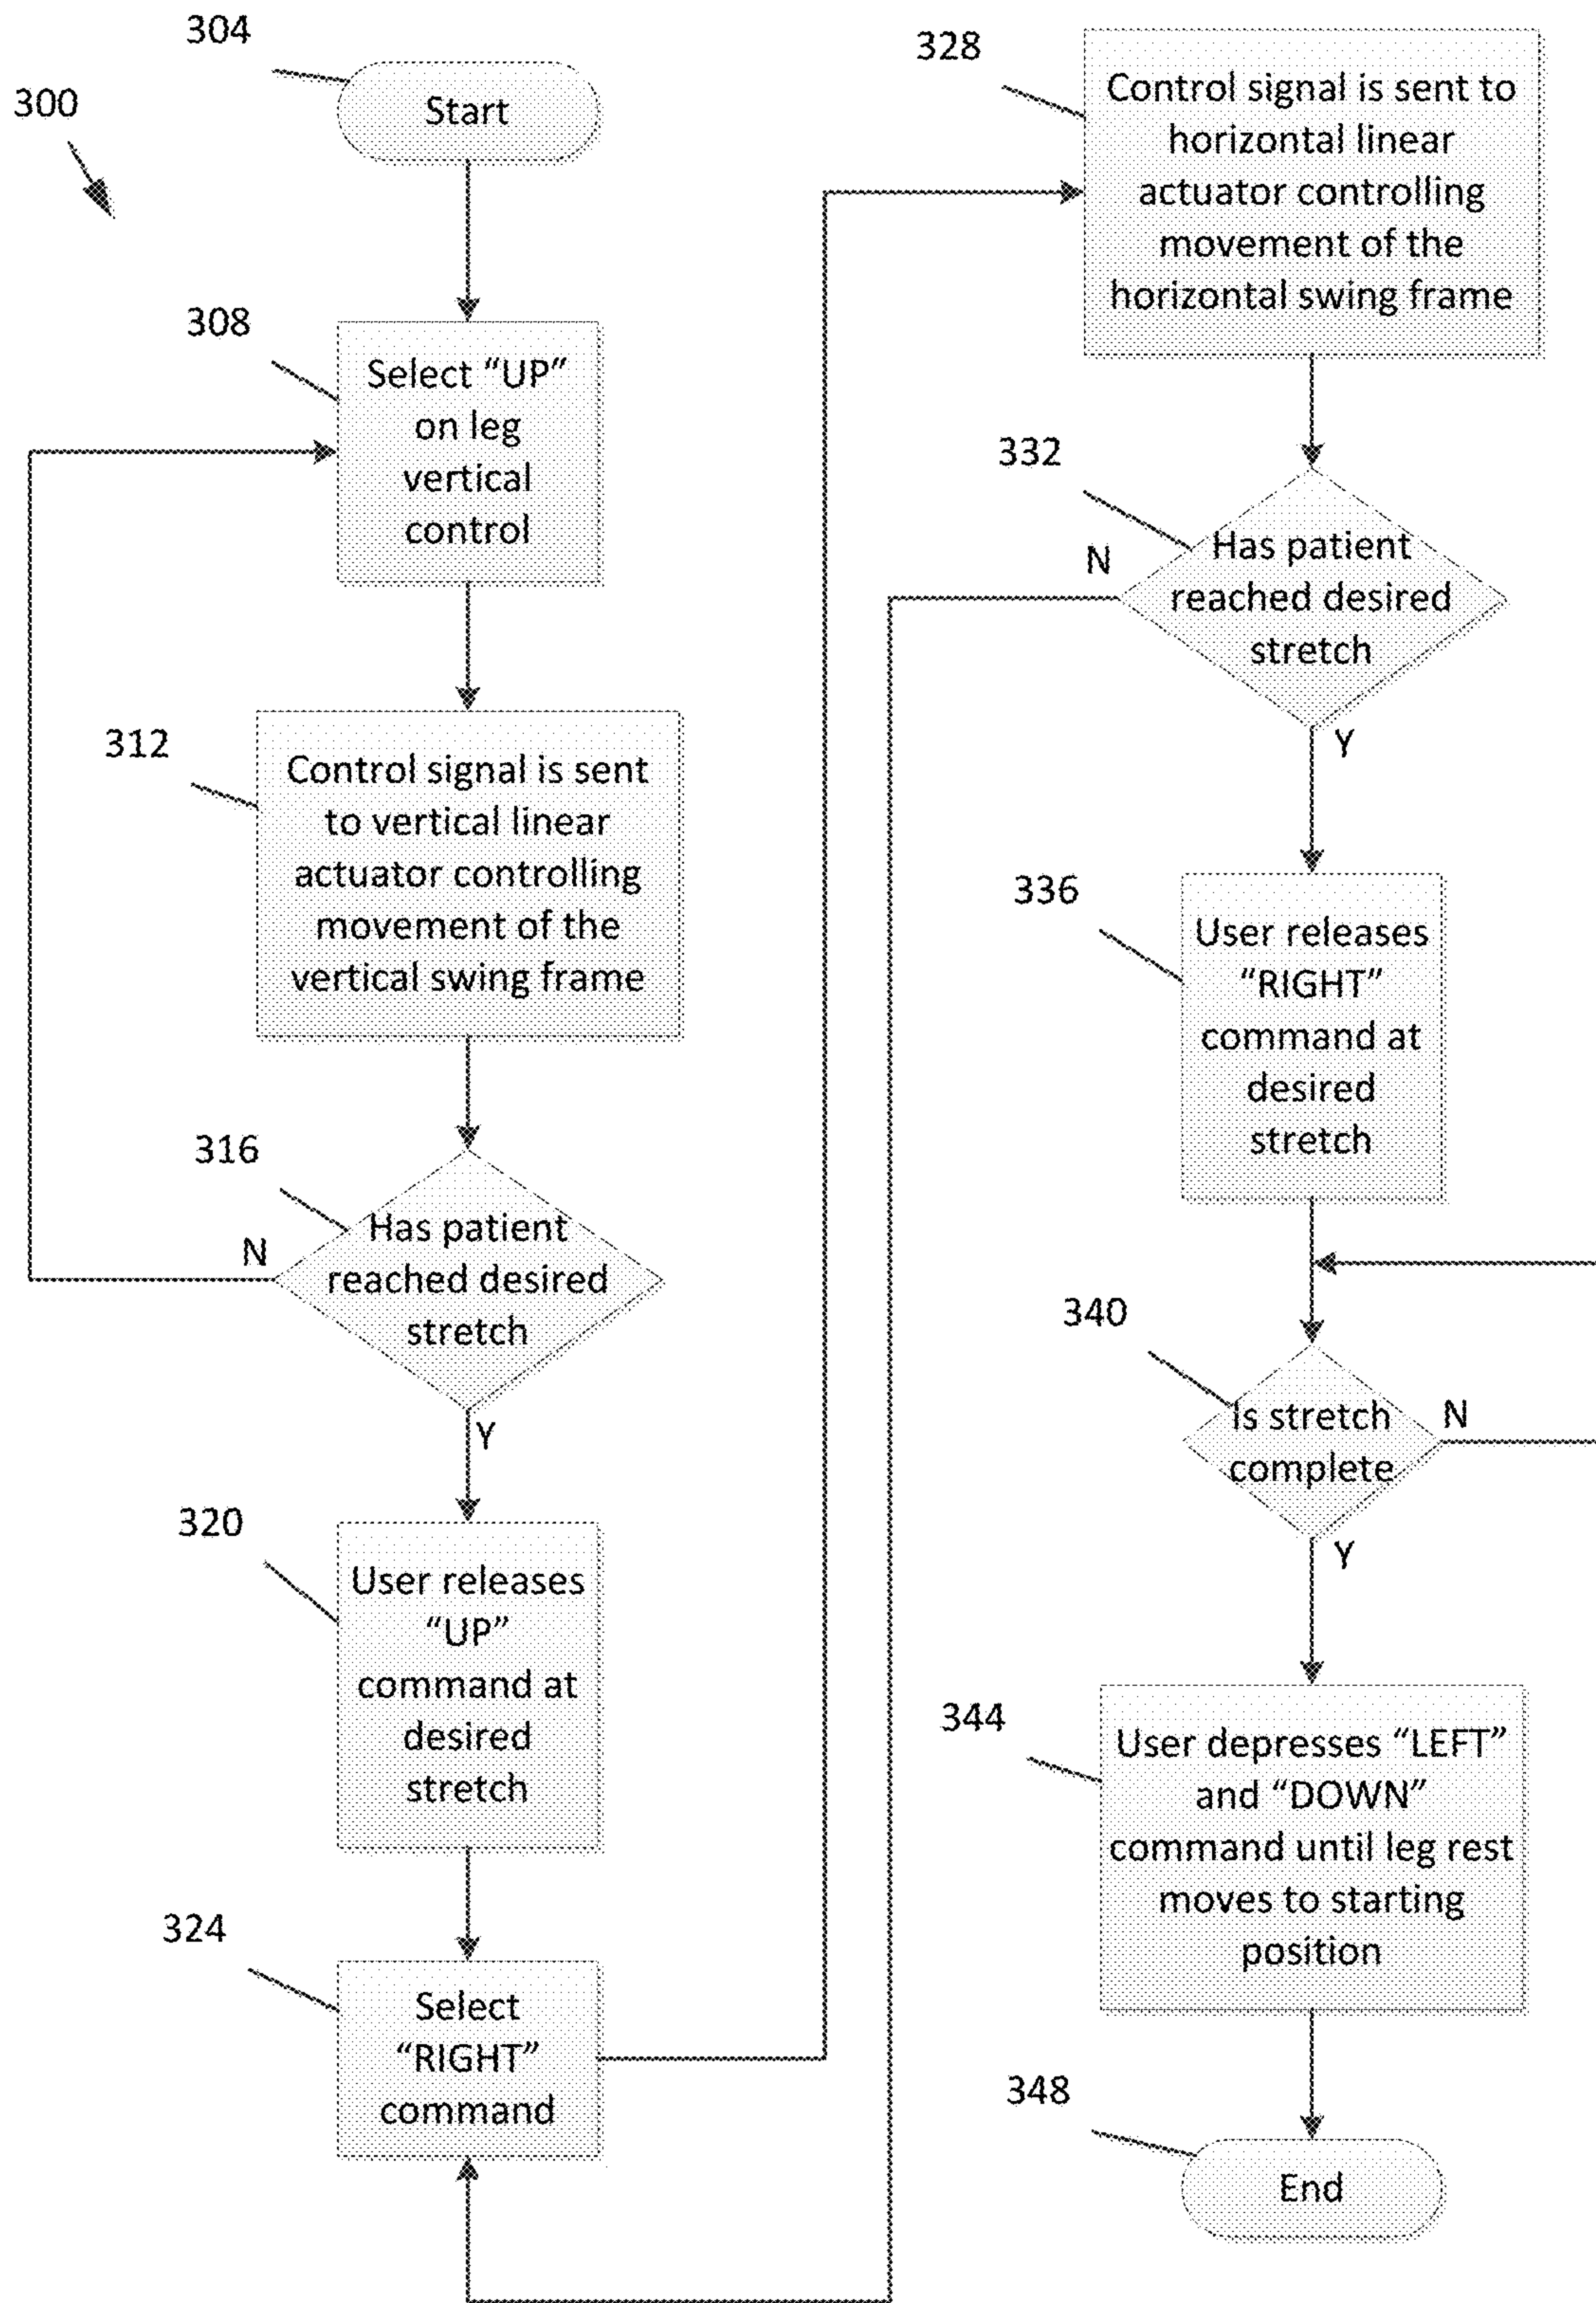 300
304
Start
308
Select “UP”
on leg
vertical
control
312
Control signal is sent
to vertical linear
actuator controlling
movement of the
vertical swing frame
316
Has patient
reached desired
stretch
N
Y
320
User releases
“UP”
command at
desired
stretch
324
Select
“RIGHT”
command
328
Control signal is sent to
horizontal linear
actuator controlling
movement of the
horizontal swing frame
332
Has patient
reached desired
stretch
N
Y
336
User releases
“RIGHT”
command at
desired
stretch
340
Is stretch
complete
N
Y
344
User depresses “LEFT”
and “DOWN”
command until leg rest
moves to starting
position
348
End